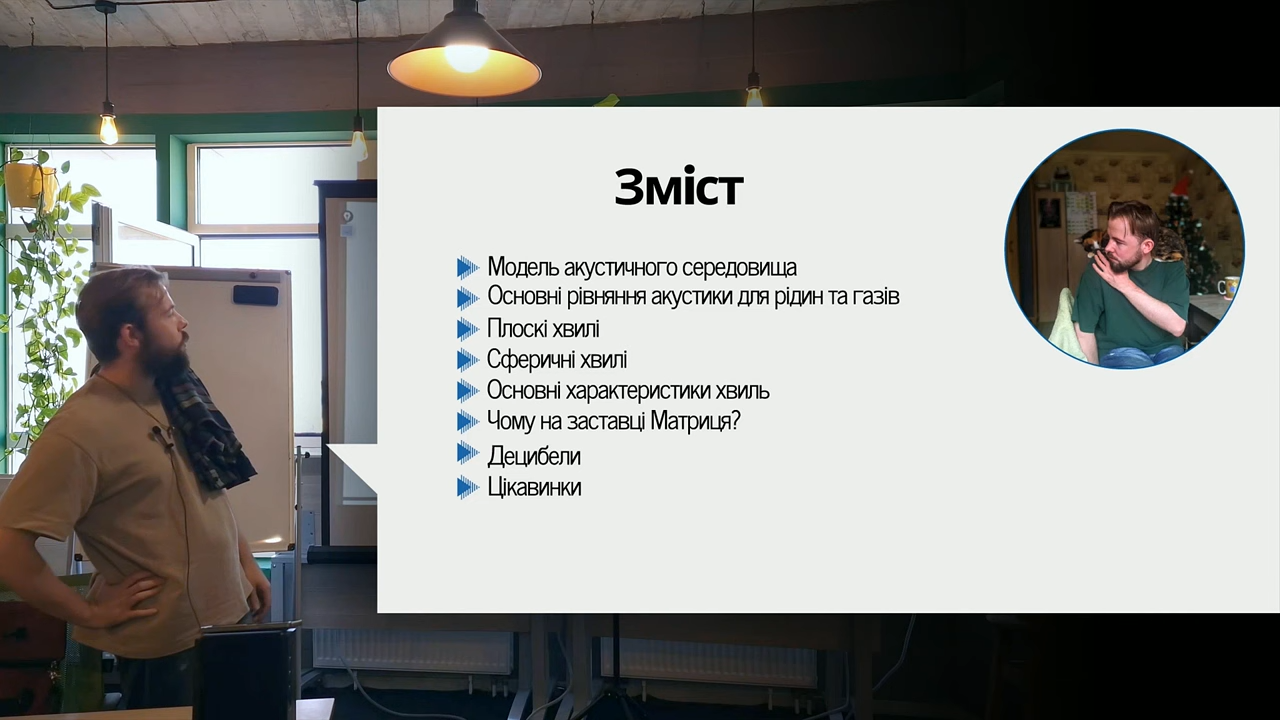 Зміст
Модель акустичного середовища
Основні рівняння акустики для рідин та газів
Плоскі хвилі
Сферичні хвилі
Основні характеристики хвиль
Чому на заставці Матриця?
Децибели
Цікавинки